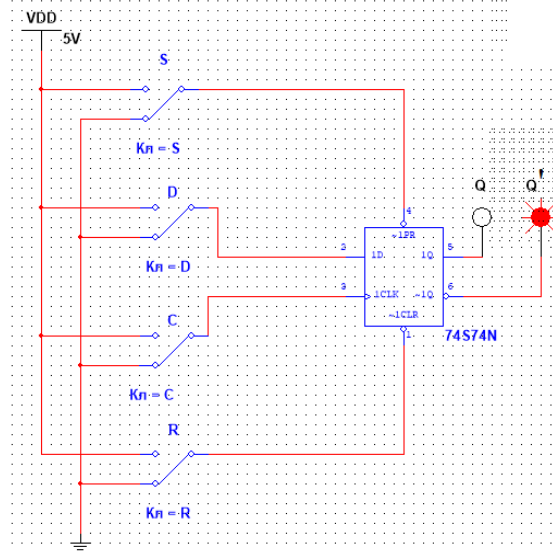 VDD
5V
S
Кл = S
D
Кл = D
C
Кл = C
R
Кл = R
Q
Q'
4
~1PR
2
1D
1Q
5
3
1CLK
~1Q
6
~1CLR
1
74S74N